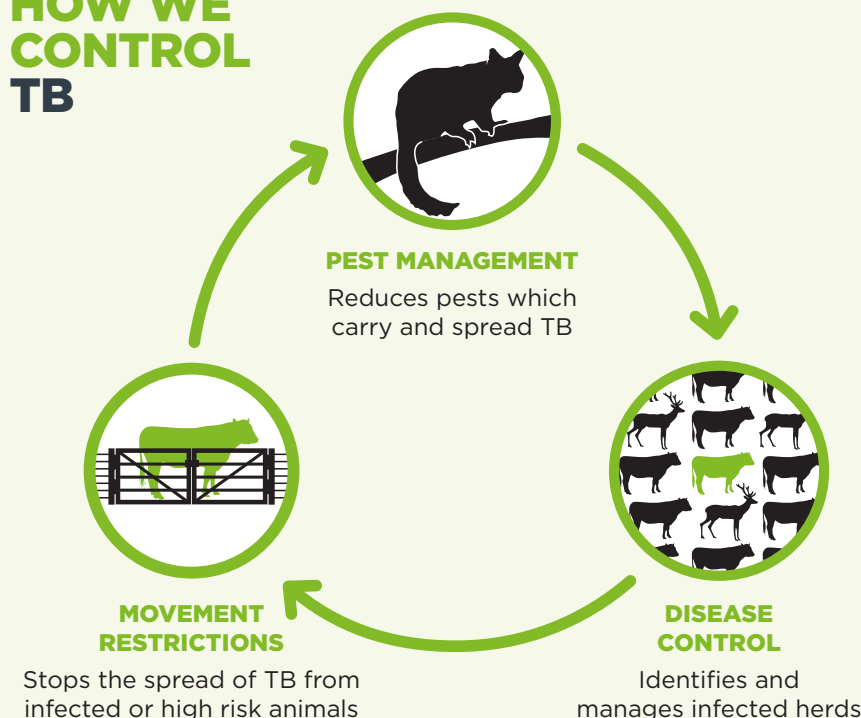 HOW WE
CONTROL
TB
PEST MANAGEMENT
Reduces pests which
carry and spread TB
MOVEMENT
RESTRICTIONS
Stops the spread of TB from
infected or high risk animals
DISEASE
CONTROL
Identifies and
manages infected herds